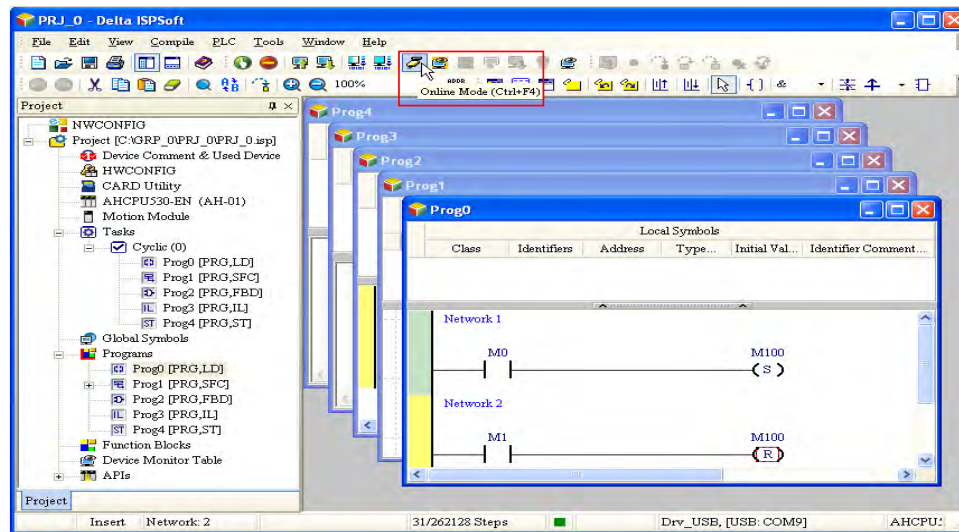 PRJ_0 - Delta ISPSoft
File Edit View Compile PLC Tools Window Help
100%
ADDR
Online Mode (Ctrl+F4)
Project
NWCONFIG
Project [C:\GRP_0\PRJ_0\PRJ_0.isp]
Device Comment & Used Device
HWCONFIG
CARD Utility
AHCPU530-EN (AH-01)
Motion Module
Tasks
Cyclic (0)
Prog0 [PRG,LD]
Prog1 [PRG,SFC]
Prog2 [PRG,FBD]
Prog3 [PRG,IL]
Prog4 [PRG,ST]
Global Symbols
Programs
Prog0 [PRG,LD]
Prog1 [PRG,SFC]
Prog2 [PRG,FBD]
Prog3 [PRG,IL]
Prog4 [PRG,ST]
Function Blocks
Device Monitor Table
APIs
Project
Prog4
Prog3
Prog2
Prog1
Prog0
Local Symbols
Class Identifiers Address Type... Initial Val... Identifier Comment...
Network 1
M0 M100
S
Network 2
M1 M100
R
Insert Network: 2 31/262128 Steps Drv_USB, [USB: COM9] AHCPU: